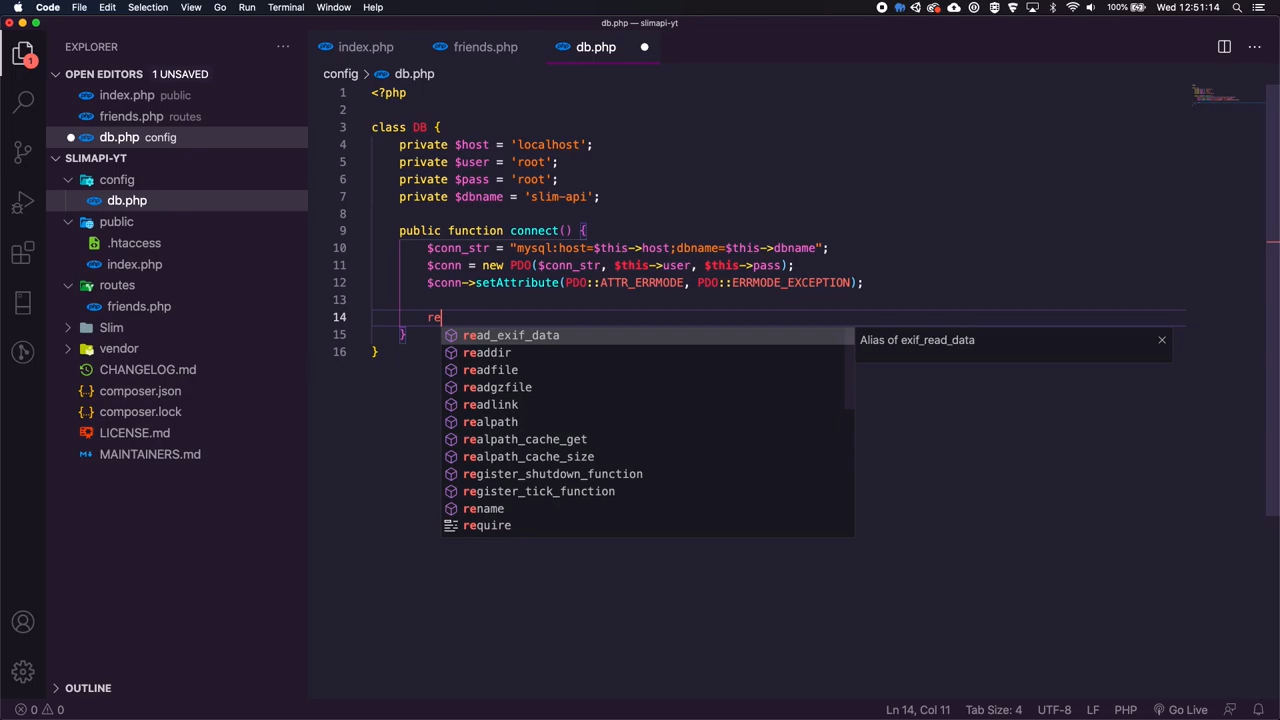 Code File Edit Selection View Go Run Terminal Window Help 100% Wed 12:51:14
db.php — slimapi-yt
EXPLORER
index.php friends.php db.php
OPEN EDITORS 1 UNSAVED
index.php public
friends.php routes
db.php config
SLIMAPI-YT
config
db.php
public
.htaccess
index.php
routes
friends.php
Slim
vendor
CHANGELOG.md
composer.json
composer.lock
LICENSE.md
MAINTAINERS.md
OUTLINE
1
config > db.php
1 <?php
2
3 class DB {
4 private $host = 'localhost';
5 private $user = 'root';
6 private $pass = 'root';
7 private $dbname = 'slim-api';
8
9 public function connect() {
10 $conn_str = "mysql:host=$this->host;dbname=$this->dbname";
11 $conn = new PDO($conn_str, $this->user, $this->pass);
12 $conn->setAttribute(PDO::ATTR_ERRMODE, PDO::ERRMODE_EXCEPTION);
13
14 re
15 }
16 }
read_exif_data
readdir
readfile
readgzfile
readlink
realpath
realpath_cache_get
realpath_cache_size
register_shutdown_function
register_tick_function
rename
require
Alias of exif_read_data
0 0 Ln 14, Col 11 Tab Size: 4 UTF-8 LF PHP Go Live